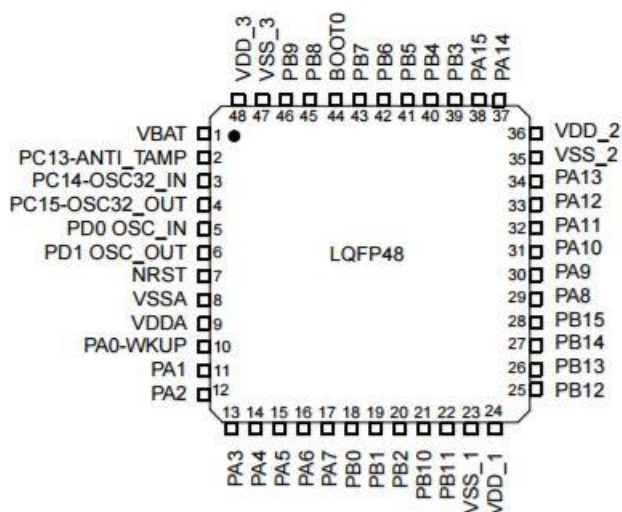 VDD_3
VSS_3
PB9
PB8
BOOT0
PB7
PB6
PB5
PB4
PB3
PA15
PA14
48 47 46 45 44 43 42 41 40 39 38 37
VBAT 1
PC13-ANTI_TAMP 2
PC14-OSC32_IN 3
PC15-OSC32_OUT 4
PD0 OSC_IN 5
PD1 OSC_OUT 6
NRST 7
VSSA 8
VDDA 9
PA0-WKUP 10
PA1 11
PA2 12
LQFP48
36 VDD_2
35 VSS_2
34 PA13
33 PA12
32 PA11
31 PA10
30 PA9
29 PA8
28 PB15
27 PB14
26 PB13
25 PB12
13 14 15 16 17 18 19 20 21 22 23 24
PA3
PA4
PA5
PA6
PA7
PB0
PB1
PB2
PB10
PB11
VSS_1
VDD_1